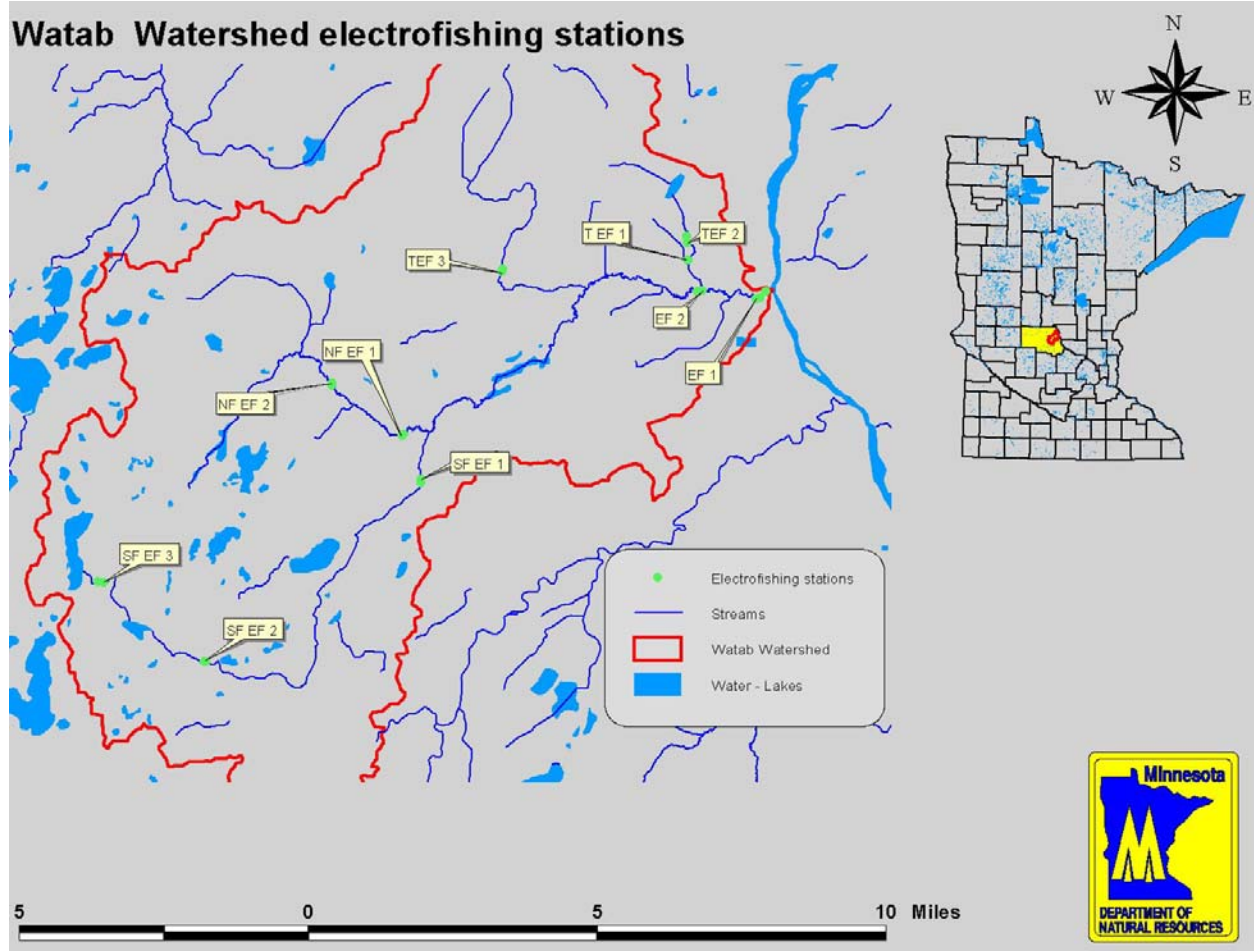 Watab Watershed electrofishing stations
N
W E
S
T EF 1
TEF 2
TEF 3
EF 2
NF EF 1
EF 1
NF EF 2
SF EF 1
SF EF 3
SF EF 2
Electrofishing stations
Streams
Watab Watershed
Water - Lakes
Minnesota
M
DEPARTMENT OF
NATURAL RESOURCES
5 0 5 10 Miles